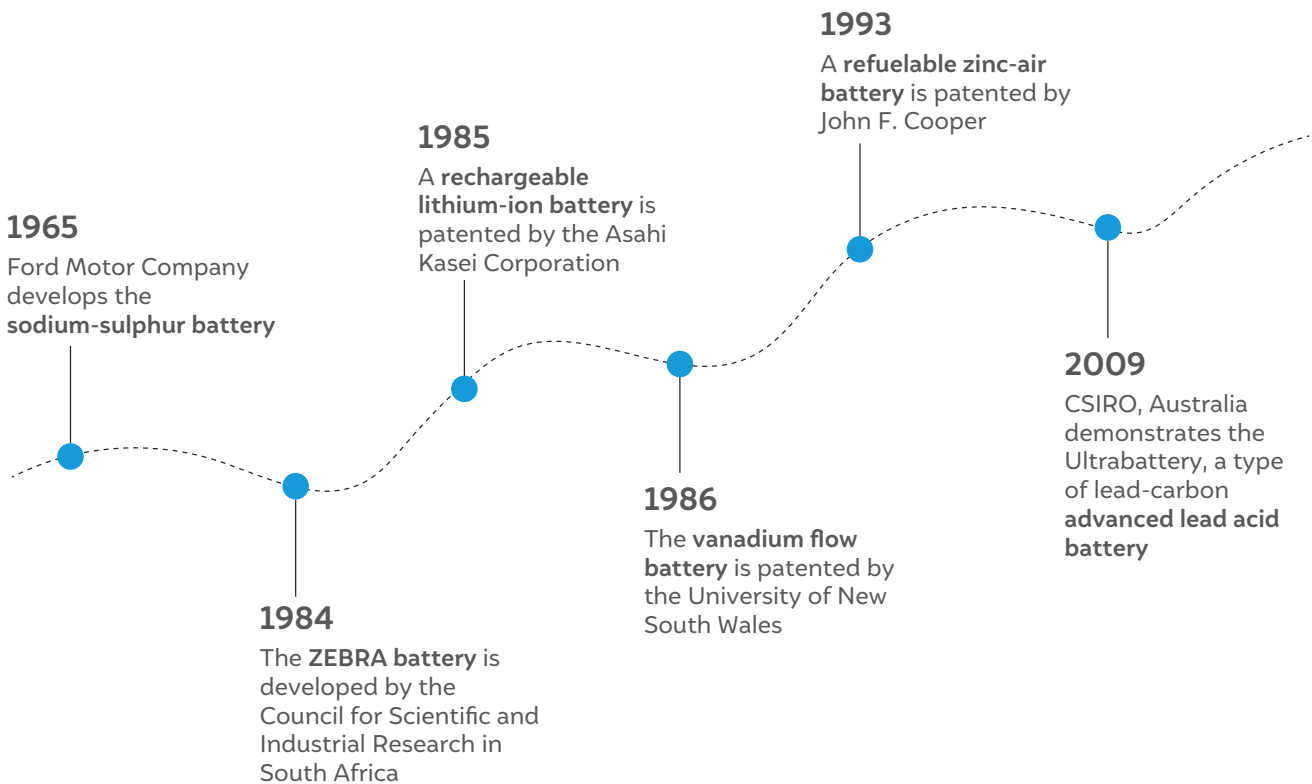 1965
Ford Motor Company
develops the
sodium-sulphur battery
1984
The ZEBRA battery is
developed by the
Council for Scientific and
Industrial Research in
South Africa
1985
A rechargeable
lithium-ion battery is
patented by the Asahi
Kasei Corporation
1986
The vanadium flow
battery is patented by
the University of New
South Wales
1993
A refuelable zinc-air
battery is patented by
John F. Cooper
2009
CSIRO, Australia
demonstrates the
Ultrabattery, a type
of lead-carbon
advanced lead acid
battery